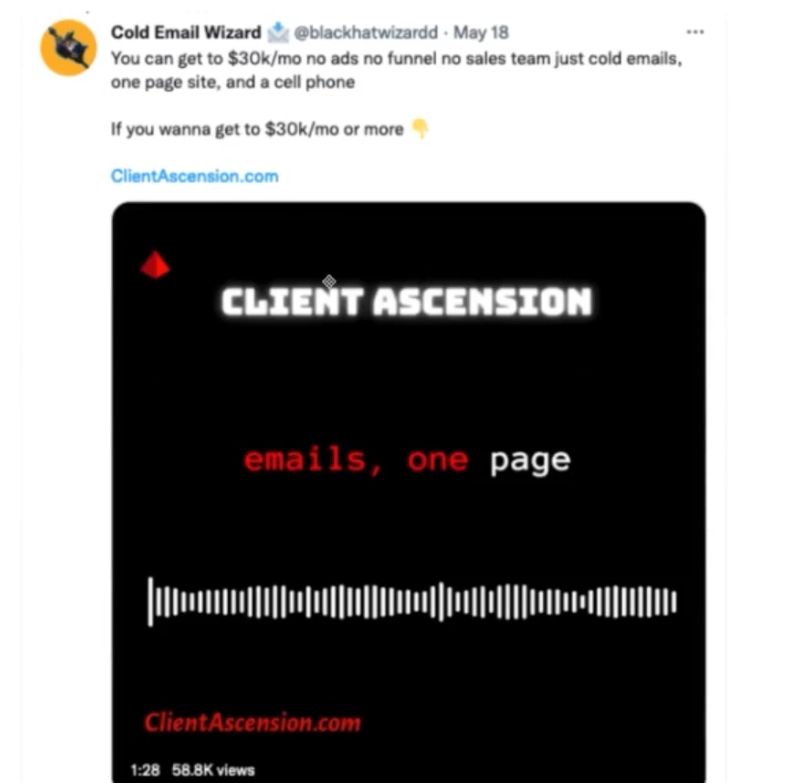 Cold Email Wizard 📩 @blackhatwizardd · May 18
You can get to $30k/mo no ads no funnel no sales team just cold emails,
one page site, and a cell phone
If you wanna get to $30k/mo or more 👇
ClientAscension.com
CLIENT ASCENSION
emails, one page
ClientAscension.com
1:28 58.8K views